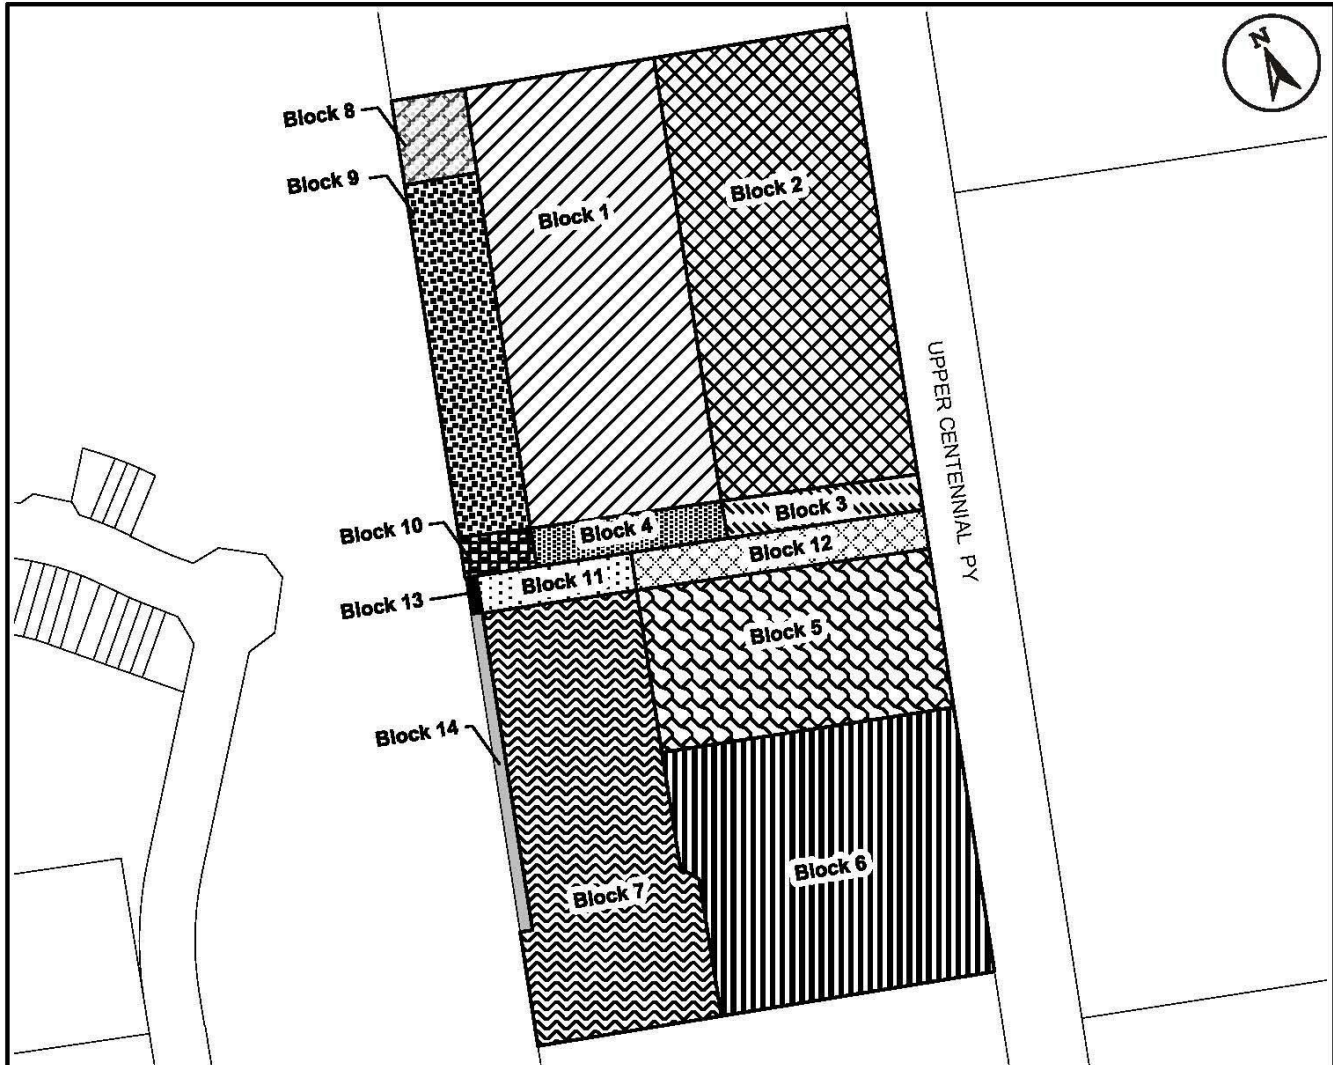 N
Block 8
Block 9
Block 1
Block 2
UPPER CENTENNIAL PY
Block 10
Block 4
Block 3
Block 12
Block 11
Block 13
Block 5
Block 14
Block 7
Block 6